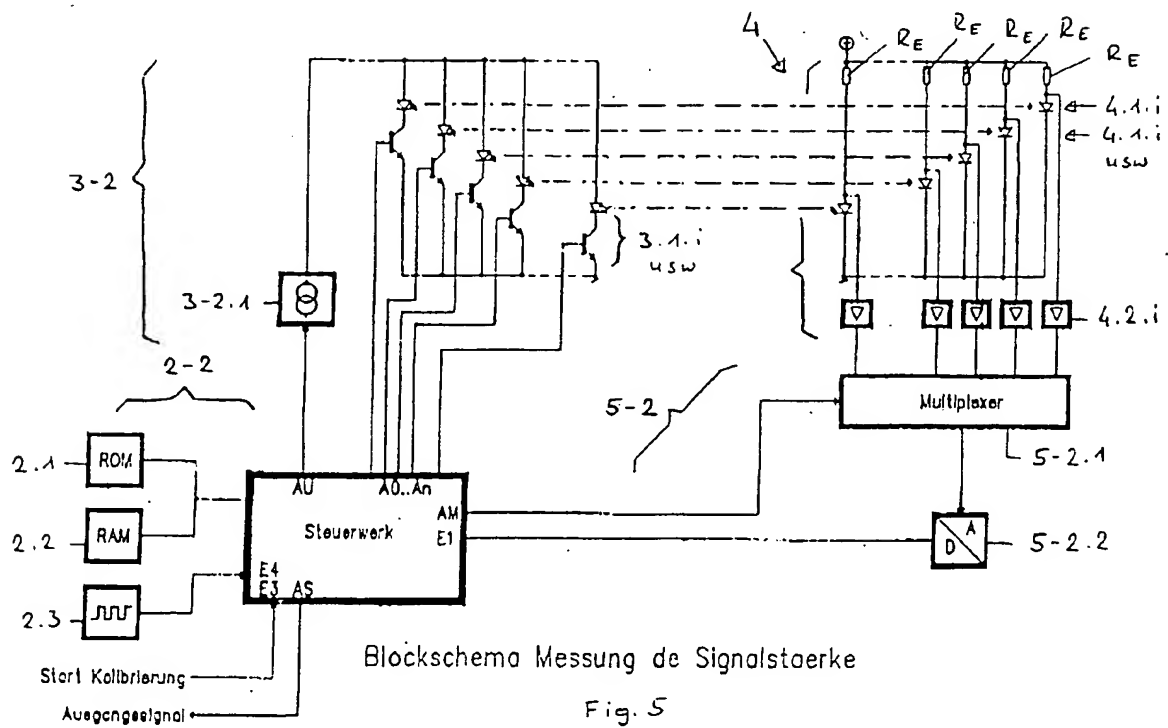 4
R_E R_E R_E R_E R_E
4.1.i
4.1.i
usw
3-2
3.1.i
usw
3-2.1
4.2.i
2-2
5-2
Multiplexer
5-2.1
2.1 ROM
AU A0..An
AM
Steuerwerk
E1
D A
5-2.2
2.2 RAM
E4
E3 AS
2.3
Start Kalibrierung
Ausgangssignal
Blockschema Messung de Signalstaerke
Fig. 5